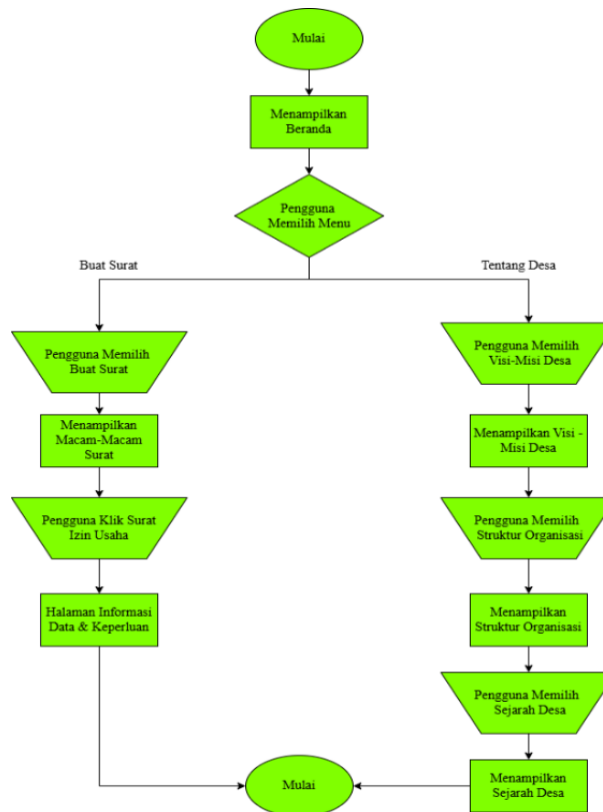 Mulai
Menampilkan
Beranda
Pengguna
Memilih Menu
Buat Surat
Tentang Desa
Pengguna Memilih
Buat Surat
Menampilkan
Macam-Macam
Surat
Pengguna Klik Surat
Izin Usaha
Halaman Informasi
Data & Keperluan
Pengguna Memilih
Visi-Misi Desa
Menampilkan Visi -
Misi Desa
Pengguna Memilih
Struktur Organisasi
Menampilkan
Struktur Organisasi
Pengguna Memilih
Sejarah Desa
Menampilkan
Sejarah Desa
Mulai